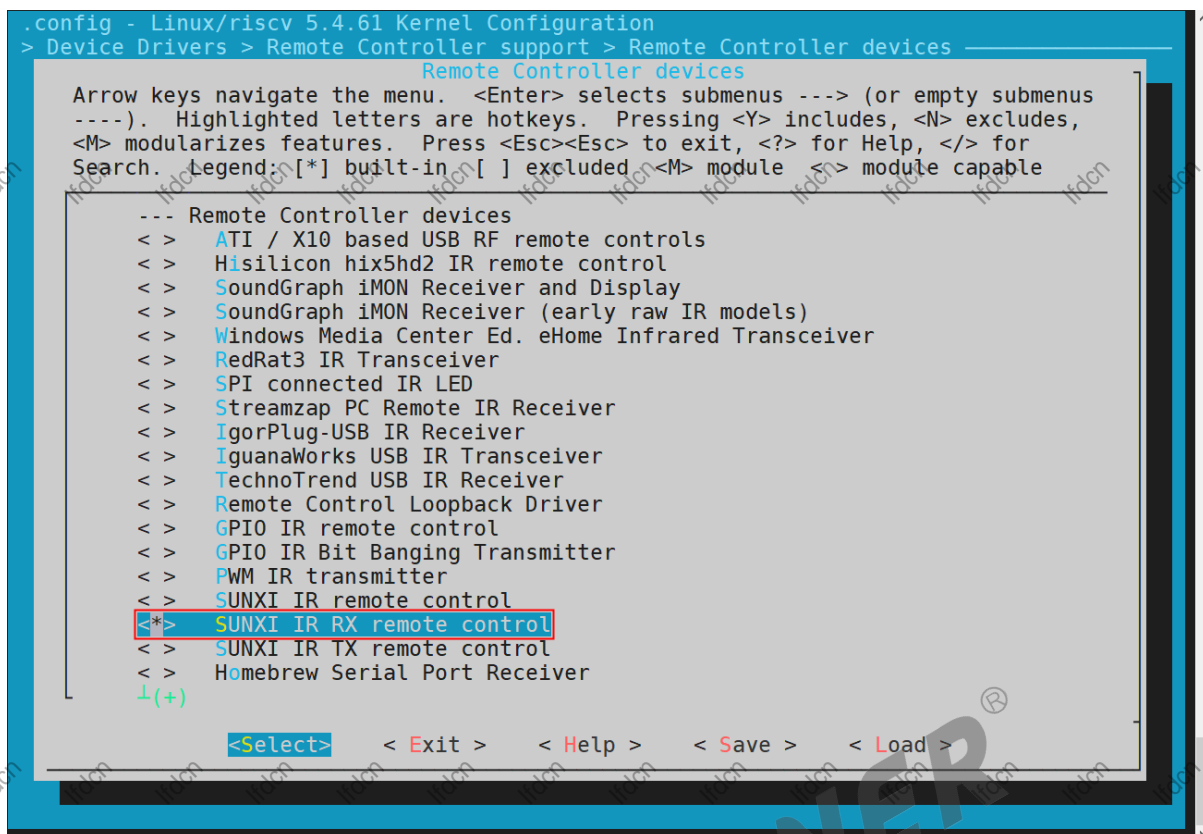 .config - Linux/riscv 5.4.61 Kernel Configuration
> Device Drivers > Remote Controller support > Remote Controller devices
Remote Controller devices
Arrow keys navigate the menu.  <Enter> selects submenus ---> (or empty submenus
----).  Highlighted letters are hotkeys.  Pressing <Y> includes, <N> excludes,
<M> modularizes features.  Press <Esc><Esc> to exit, <?> for Help, </> for
Search.  Legend: [*] built-in  [ ] excluded  <M> module  < > module capable
--- Remote Controller devices
< >   ATI / X10 based USB RF remote controls
< >   Hisilicon hix5hd2 IR remote control
< >   SoundGraph iMON Receiver and Display
< >   SoundGraph iMON Receiver (early raw IR models)
< >   Windows Media Center Ed. eHome Infrared Transceiver
< >   RedRat3 IR Transceiver
< >   SPI connected IR LED
< >   Streamzap PC Remote IR Receiver
< >   IgorPlug-USB IR Receiver
< >   IguanaWorks USB IR Transceiver
< >   TechnoTrend USB IR Receiver
< >   Remote Control Loopback Driver
< >   GPIO IR remote control
< >   GPIO IR Bit Banging Transmitter
< >   PWM IR transmitter
< >   SUNXI IR remote control
<*>   SUNXI IR RX remote control
< >   SUNXI IR TX remote control
< >   Homebrew Serial Port Receiver
┴(+)
<Select>    < Exit >    < Help >    < Save >    < Load >